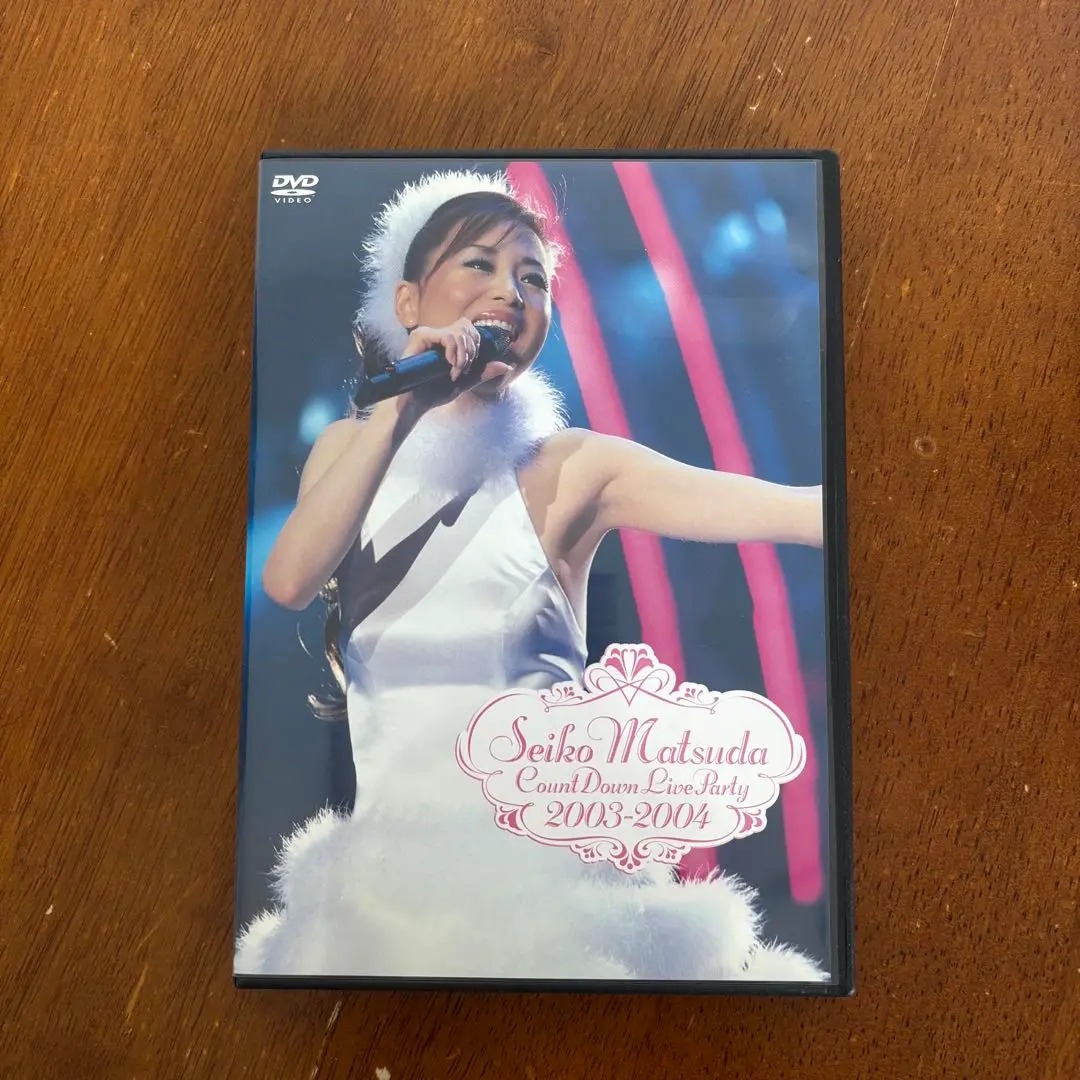 DVD
VIDEO
Seiko Matsuda
Count Down Live Party
2003-2004